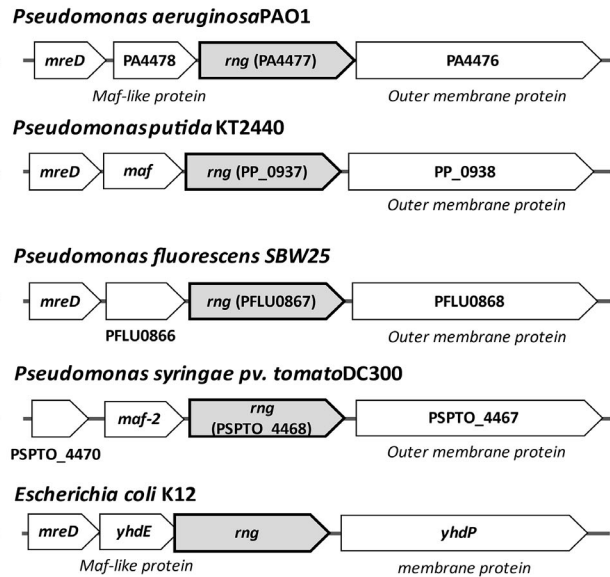 Pseudomonas aeruginosaPAO1
mreD PA4478 rng (PA4477) PA4476
Maf-like protein Outer membrane protein
Pseudomonas putida KT2440
mreD maf rng (PP_0937) PP_0938
Outer membrane protein
Pseudomonas fluorescens SBW25
mreD rng (PFLU0867) PFLU0868
PFLU0866 Outer membrane protein
Pseudomonas syringae pv. tomatoDC300
maf-2 rng (PSPTO_4468) PSPTO_4467
PSPTO_4470 Outer membrane protein
Escherichia coli K12
mreD yhdE rng yhdP
Maf-like protein membrane protein